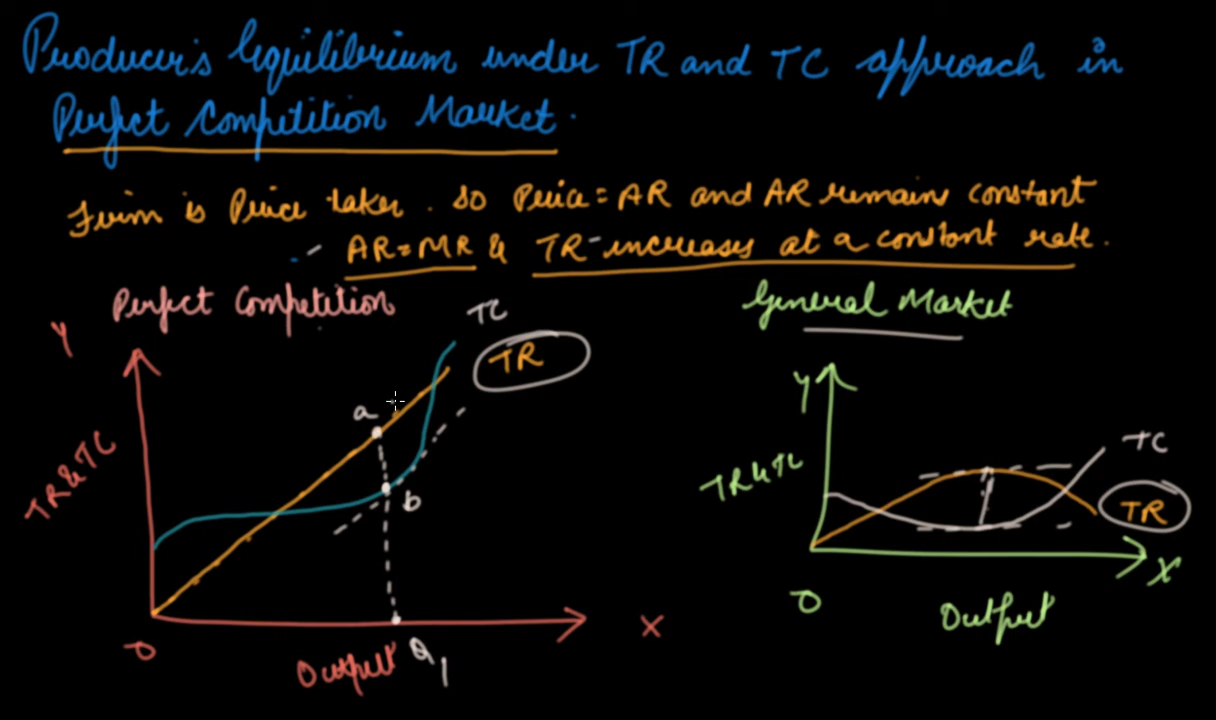 Producer's Equilibrium under TR and TC approach in
Perfect Competition Market.
Firm is Price taker. so Price = AR and AR remains constant
- AR = MR & TR - increases at a constant rate.
Perfect Competition
General Market
Y
TC
TR
a
b
TR & TC
O
Output
Q1
X
Y
TC
TR
TR & TC
O
Output
X